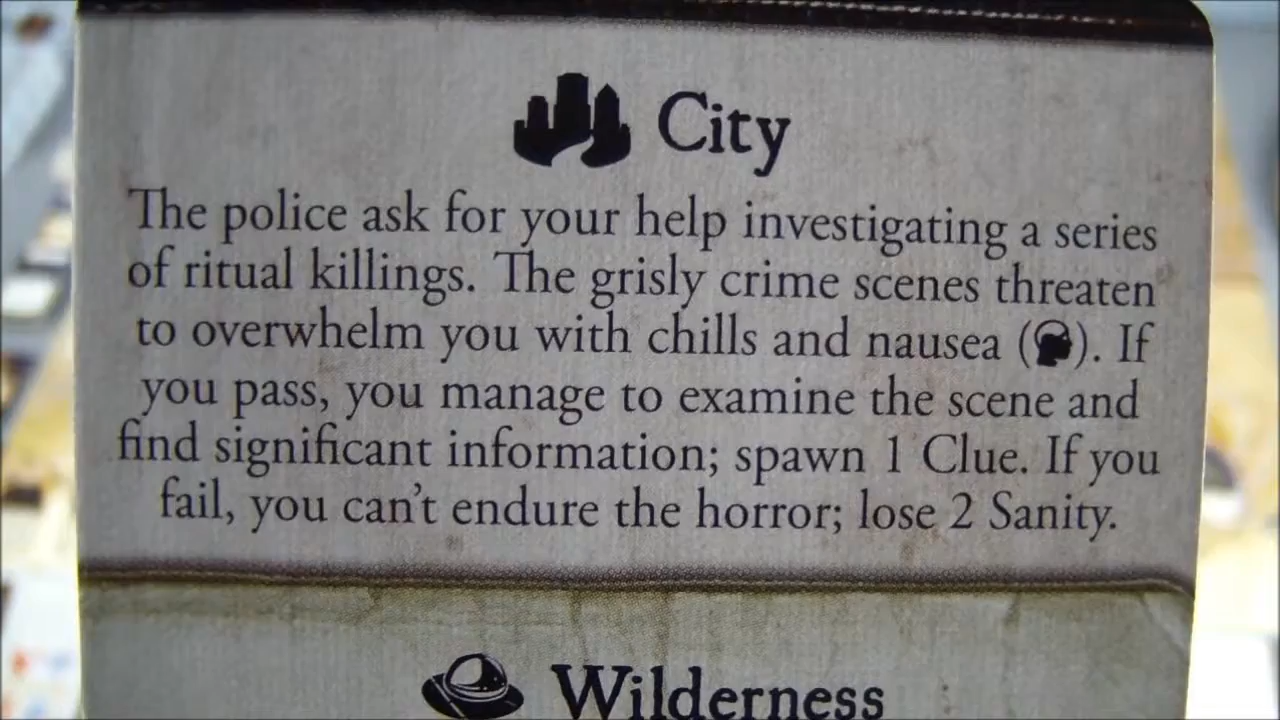 City
The police ask for your help investigating a series
of ritual killings. The grisly crime scenes threaten
to overwhelm you with chills and nausea (). If
you pass, you manage to examine the scene and
find significant information; spawn 1 Clue. If you
fail, you can't endure the horror; lose 2 Sanity.
Wilderness